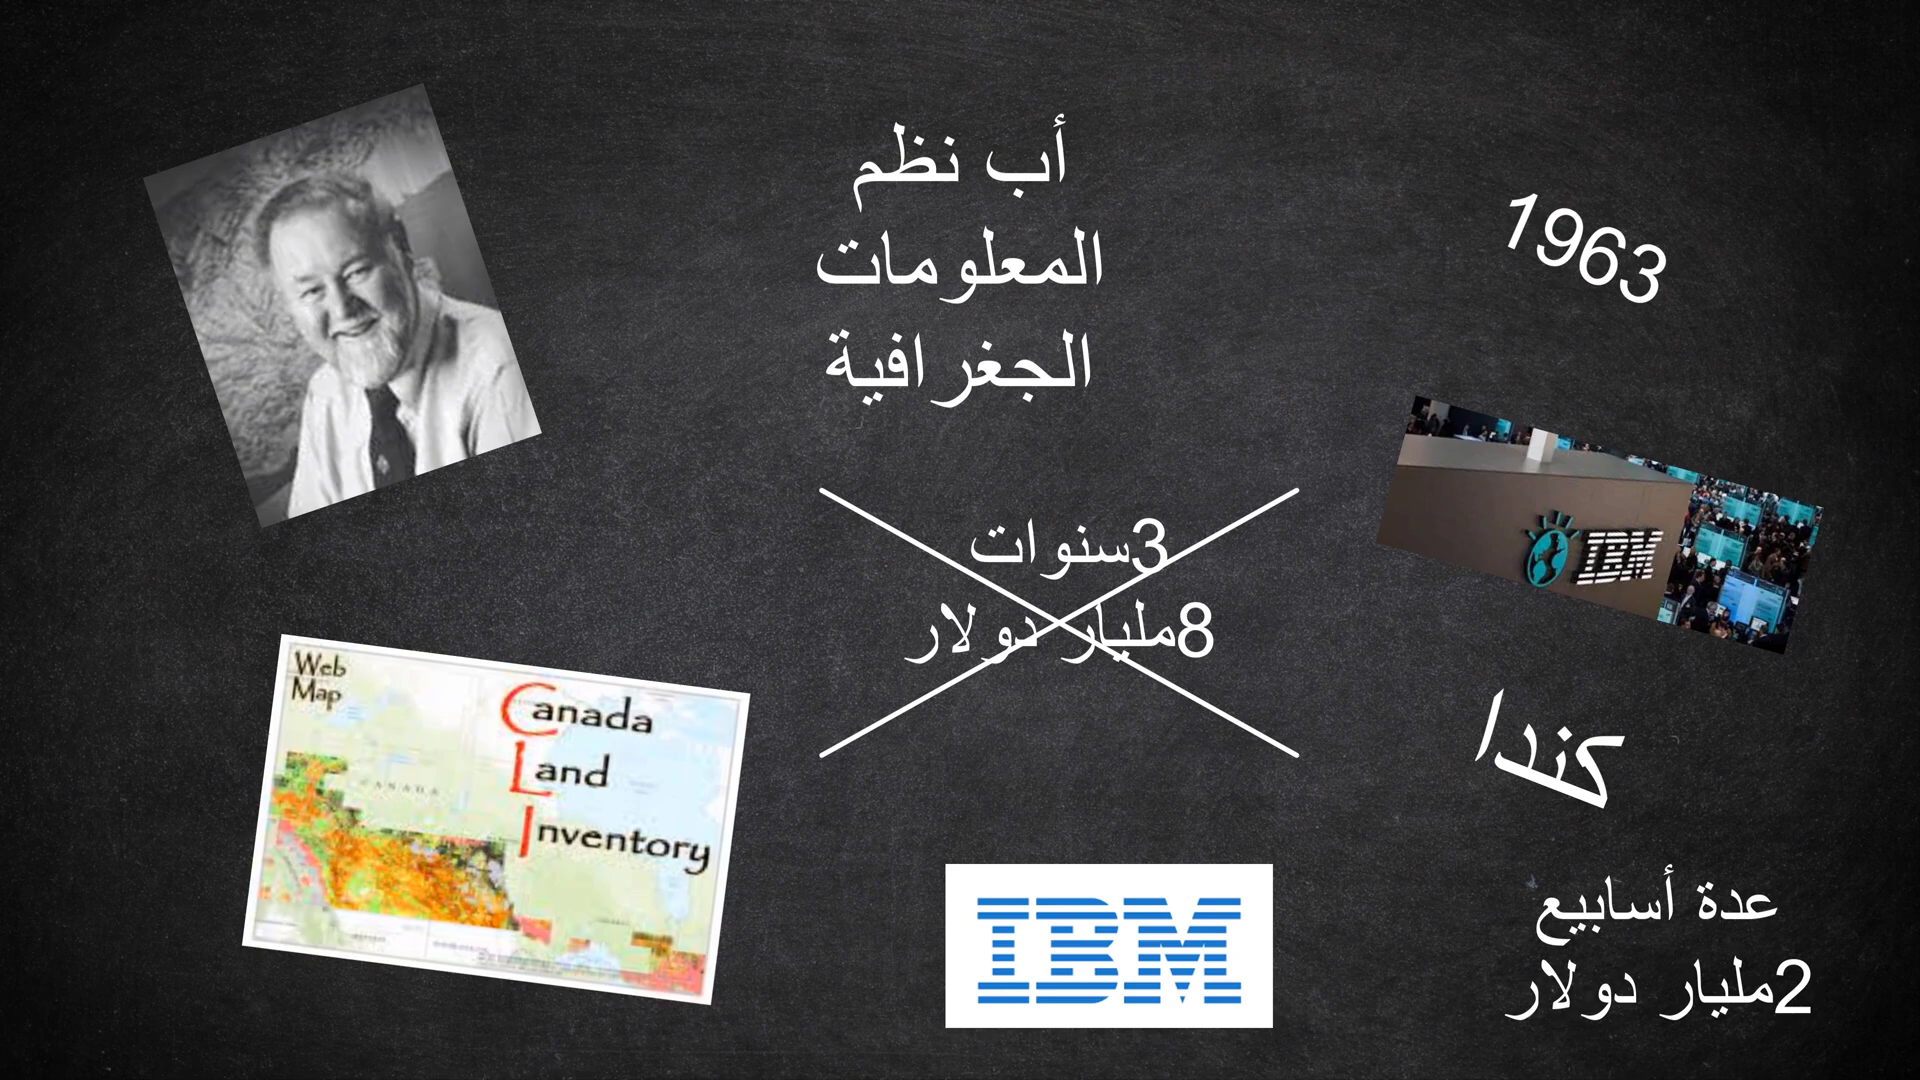 أب نظم
المعلومات
الجغرافية
1963
3سنوات
8مليار دولار
IBM
كندا
Web
Map
Canada
Land
Inventory
CANADA
IBM
عدة أسابيع
2مليار دولار